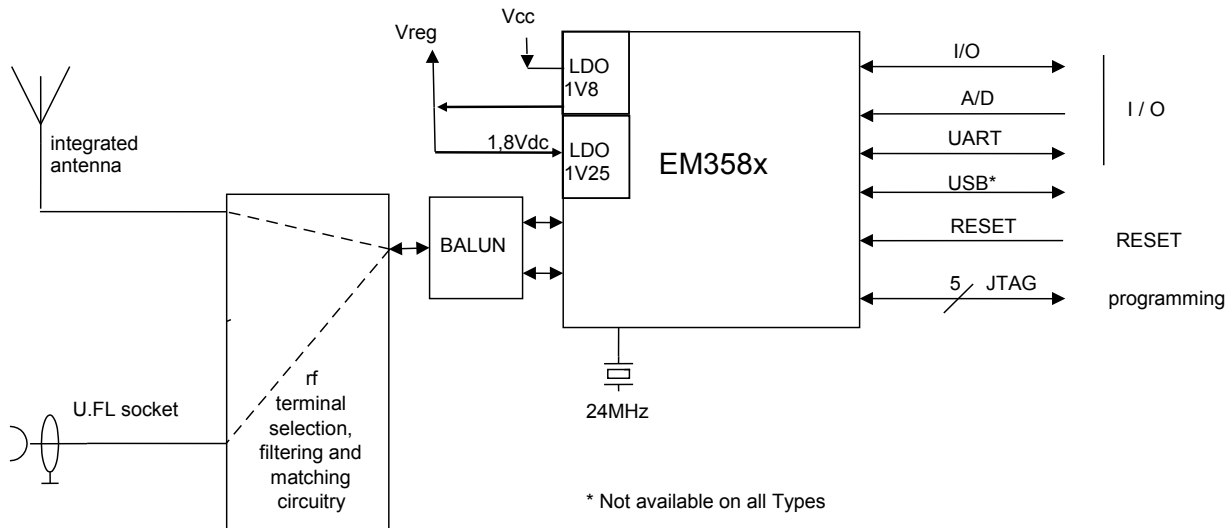 Vcc
Vreg
LDO
1V8
1,8Vdc
LDO
1V25
EM358x
I/O
A/D
UART
USB*
RESET
5 JTAG
I / O
RESET
programming
integrated
antenna
BALUN
24MHz
U.FL socket
rf
terminal
selection,
filtering and
matching
circuitry
* Not available on all Types